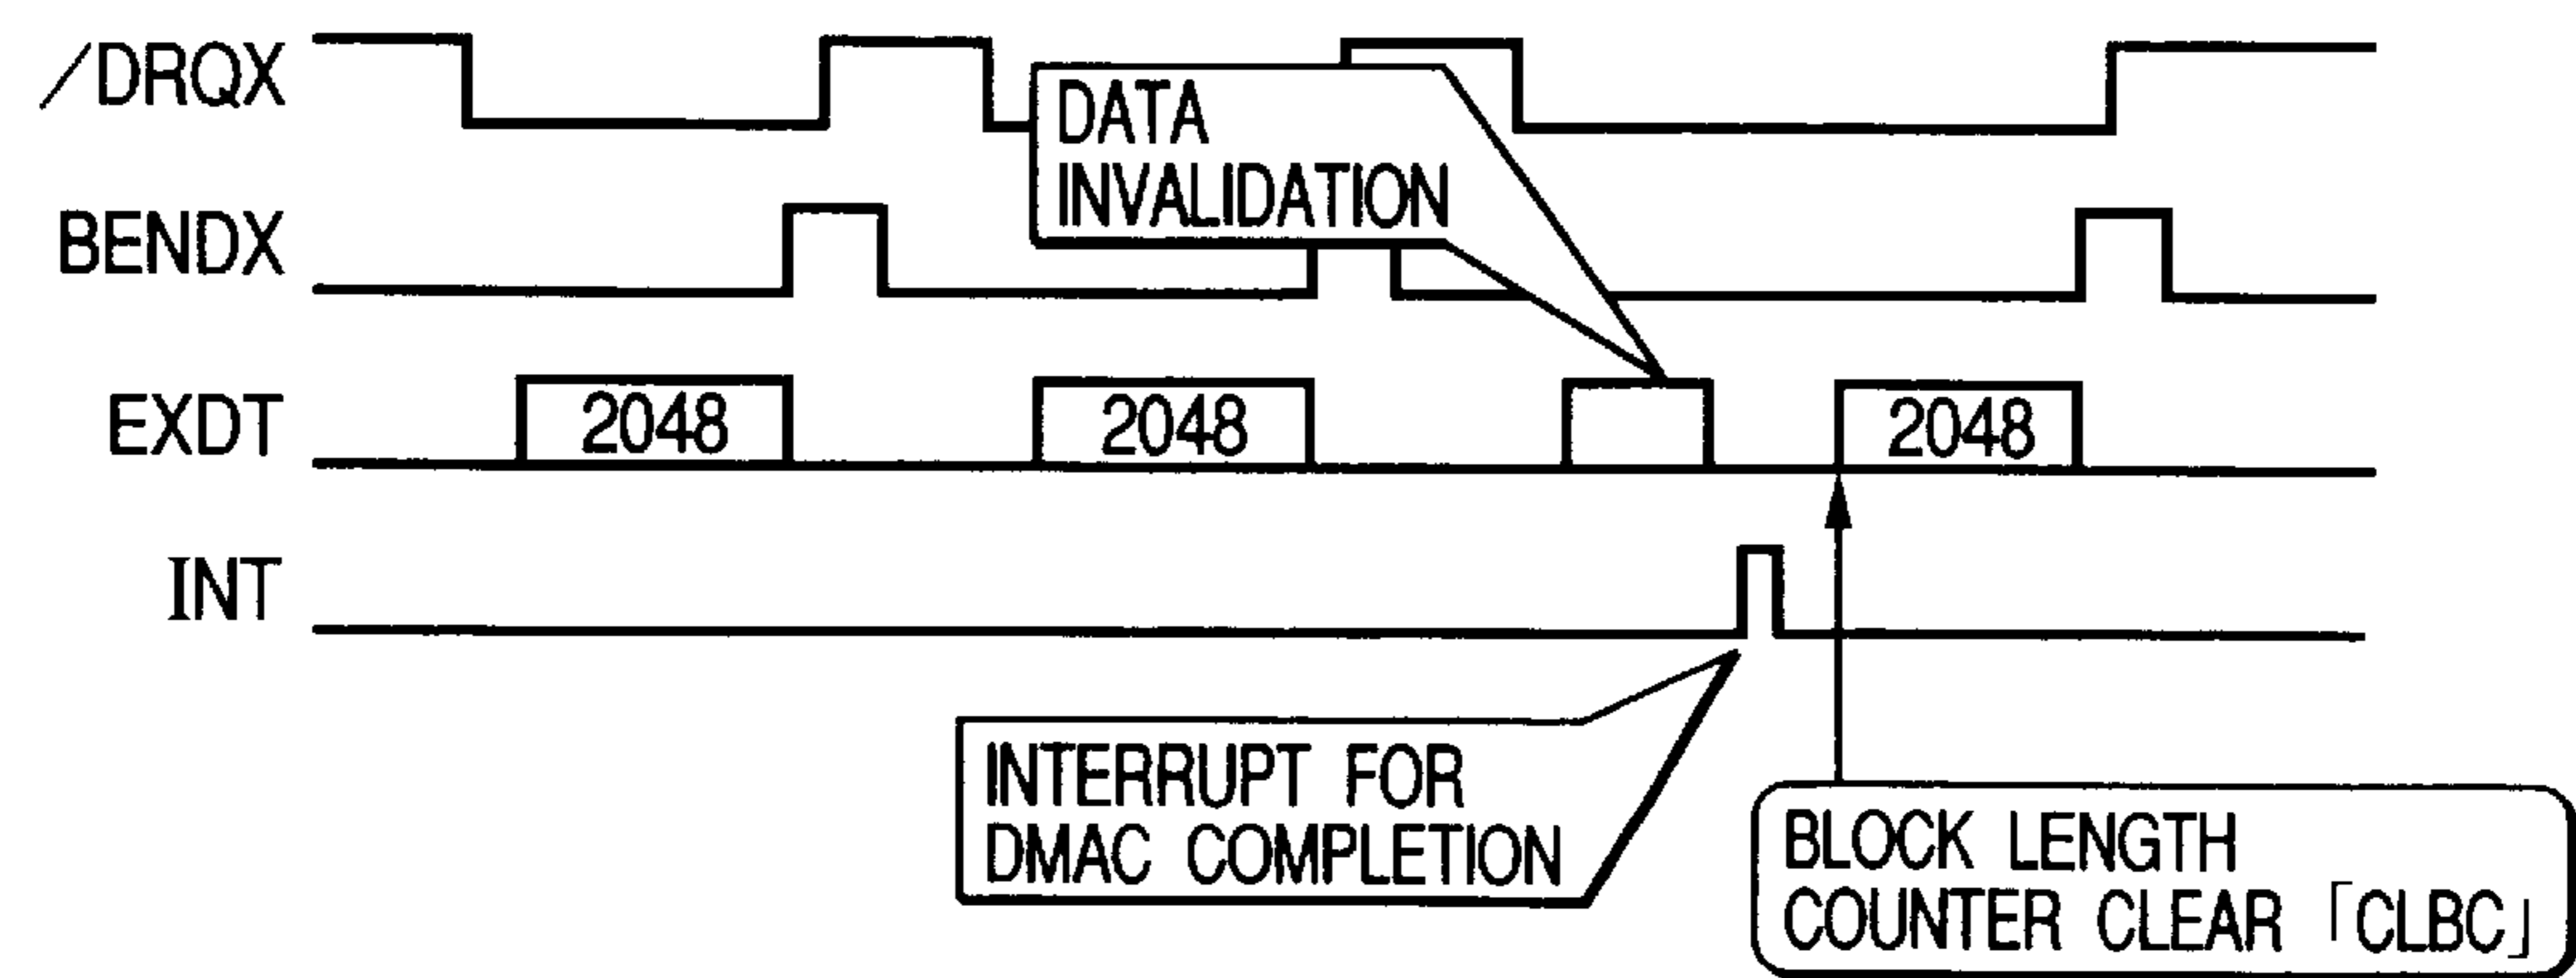 /DRQX
DATA
INVALIDATION
BENDX
EXDT
2048
2048
2048
INT
INTERRUPT FOR
DMAC COMPLETION
BLOCK LENGTH
COUNTER CLEAR「CLBC」